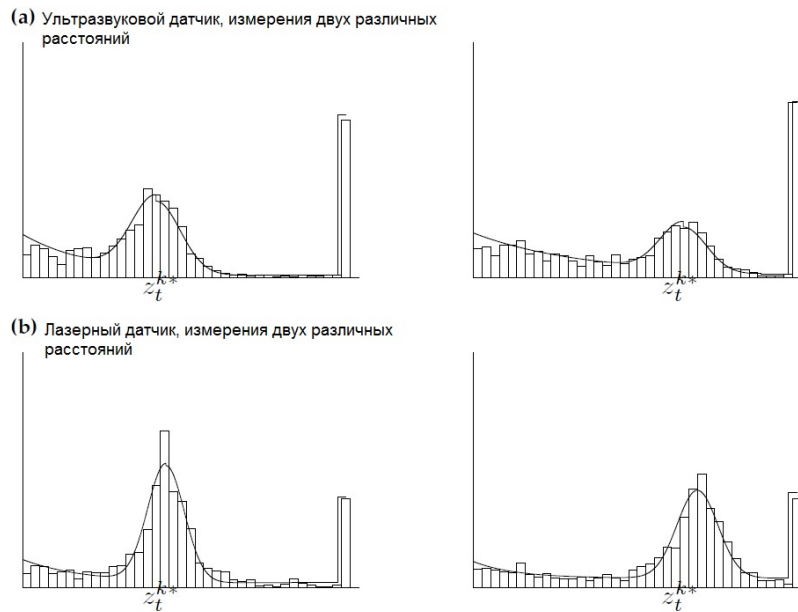 (a) Ультразвуковой датчик, измерения двух различных
расстояний
z_t^{k*}
z_t^{k*}
(b) Лазерный датчик, измерения двух различных
расстояний
z_t^{k*}
z_t^{k*}